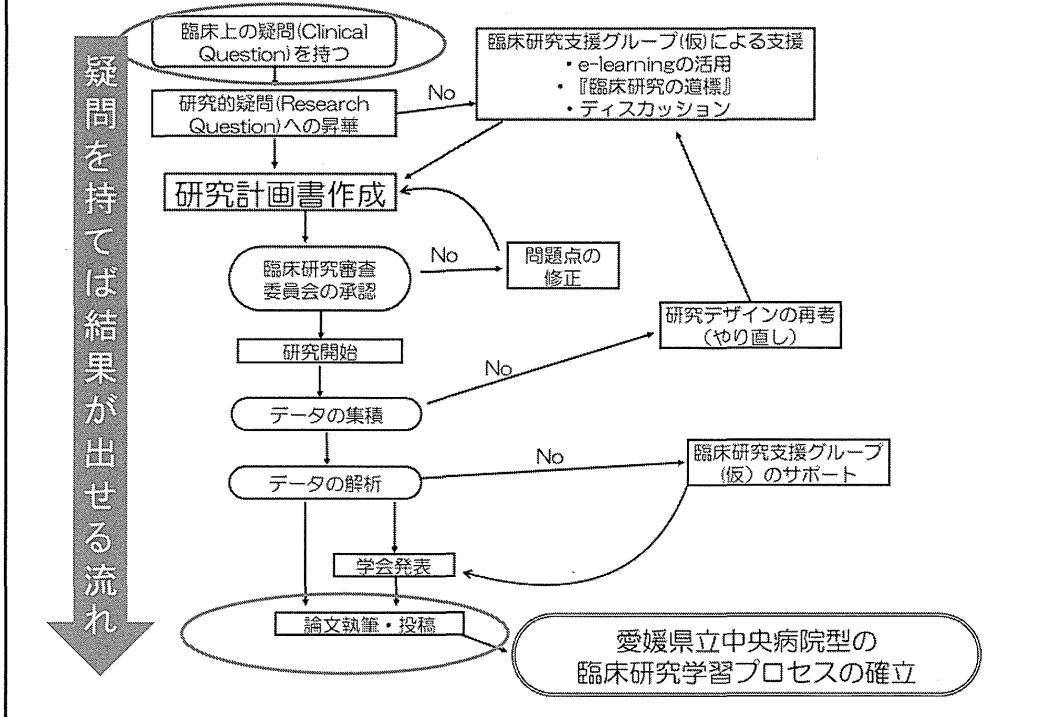 臨床上の疑問(Clinical
Question)を持つ
研究的疑問(Research
Question)への昇華
No
臨床研究支援グループ(仮)による支援
・e-learningの活用
・『臨床研究の道標』
・ディスカッション
研究計画書作成
臨床研究審査
委員会の承認
No
問題点の
修正
研究開始
研究デザインの再考
(やり直し)
No
データの集積
データの解析
No
臨床研究支援グループ
(仮)のサポート
学会発表
論文執筆・投稿
愛媛県立中央病院型の
臨床研究学習プロセスの確立
疑問を持てば結果が出せる流れ